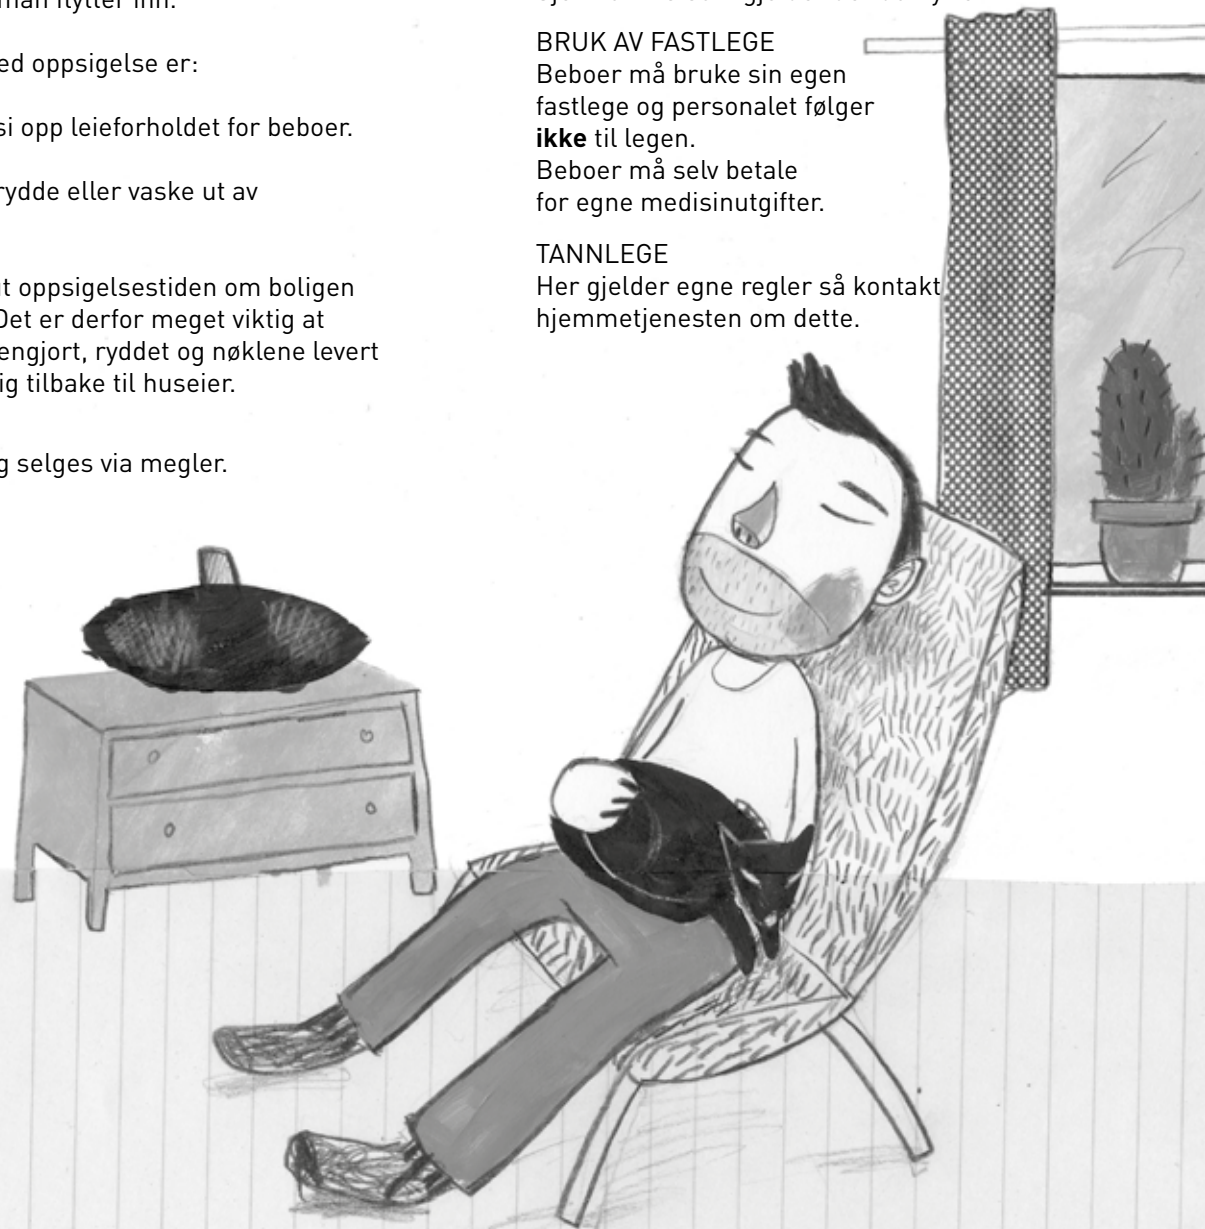 man flytter inn.
ed oppsigelse er:
si opp leieforholdet for beboer.
rydde eller vaske ut av
ut oppsigelsestiden om boligen
Det er derfor meget viktig at
engjort, ryddet og nøklene levert
ig tilbake til huseier.
g selges via megler.
BRUK AV FASTLEGE
Beboer må bruke sin egen
fastlege og personalet følger
ikke til legen.
Beboer må selv betale
for egne medisinutgifter.
TANNLEGE
Her gjelder egne regler så kontakt
hjemmetjenesten om dette.